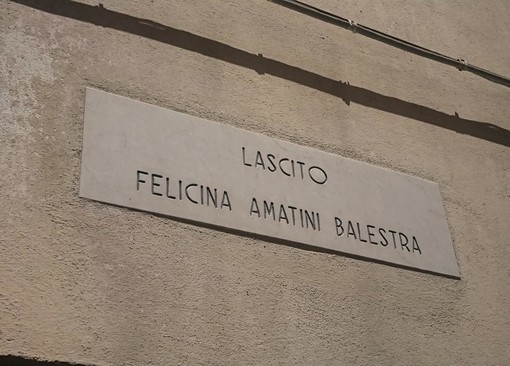 LASCITO
FELICINA AMATINI BALESTRA